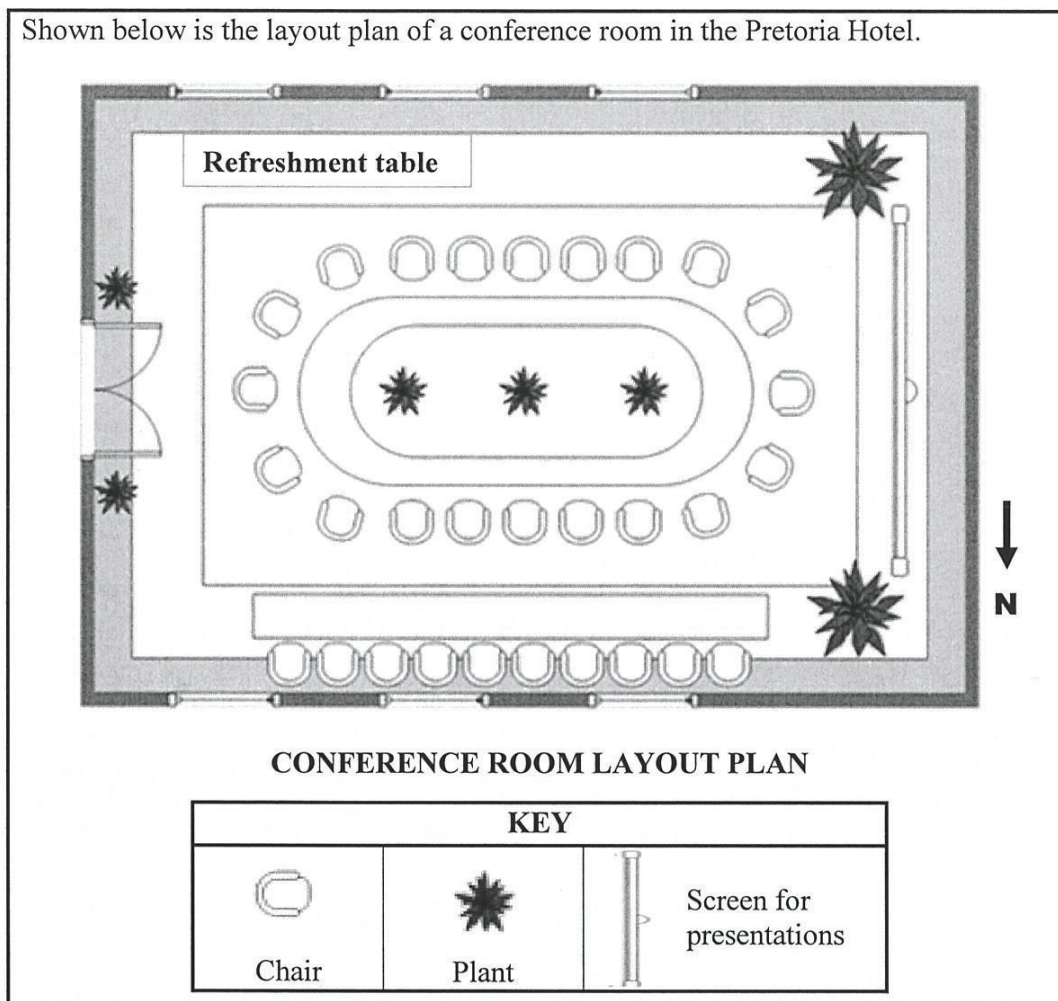 Shown below is the layout plan of a conference room in the Pretoria Hotel.
Refreshment table
N
CONFERENCE ROOM LAYOUT PLAN
KEY
Chair
Plant
Screen for
presentations